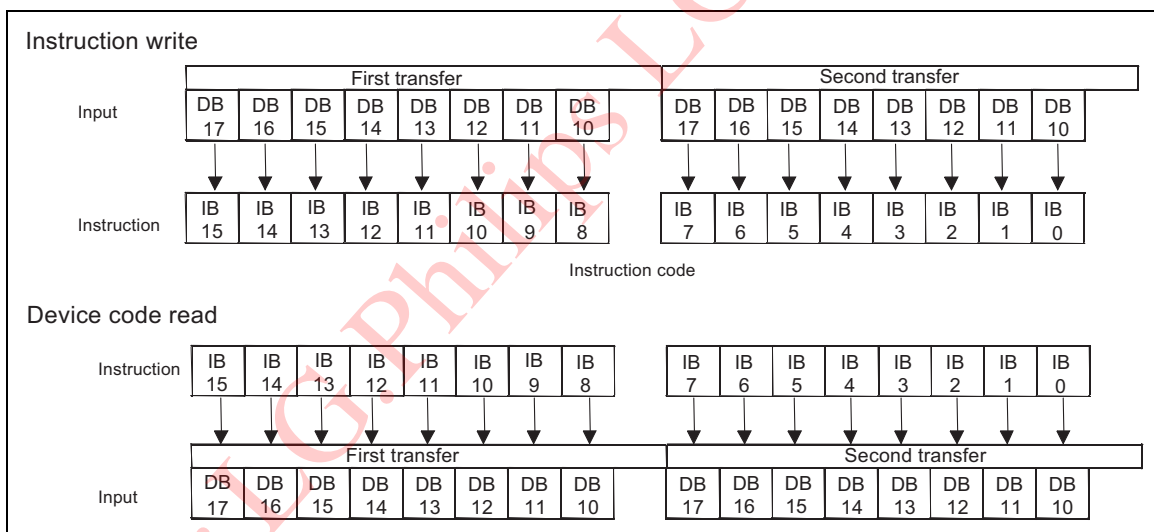 Instruction write
First transfer Second transfer
Input DB 17 DB 16 DB 15 DB 14 DB 13 DB 12 DB 11 DB 10 DB 17 DB 16 DB 15 DB 14 DB 13 DB 12 DB 11 DB 10
Instruction IB 15 IB 14 IB 13 IB 12 IB 11 IB 10 IB 9 IB 8 IB 7 IB 6 IB 5 IB 4 IB 3 IB 2 IB 1 IB 0
Instruction code
Device code read
Instruction IB 15 IB 14 IB 13 IB 12 IB 11 IB 10 IB 9 IB 8 IB 7 IB 6 IB 5 IB 4 IB 3 IB 2 IB 1 IB 0
First transfer Second transfer
Input DB 17 DB 16 DB 15 DB 14 DB 13 DB 12 DB 11 DB 10 DB 17 DB 16 DB 15 DB 14 DB 13 DB 12 DB 11 DB 10
LG.Philips